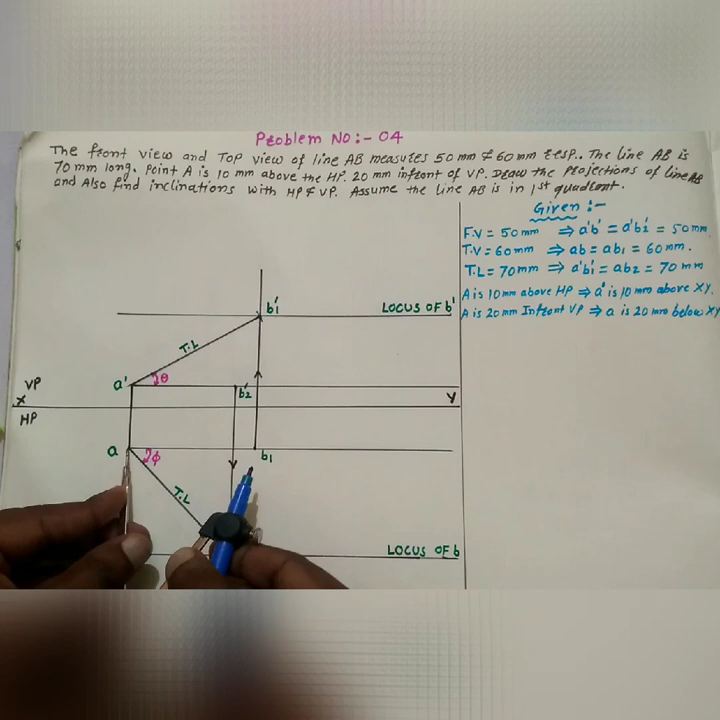 Problem NO:- 04
The front view and Top view of line AB measures 50 mm & 60 mm resp.. The line AB is
70 mm long. Point A is 10 mm above the HP. 20 mm infront of VP. Draw the projections of line AB
and Also find inclinations with HP & VP. Assume the line AB is in 1st quadrant.
Given :-
F.V = 50 mm ⇒ a'b' = a'b2' = 50 mm.
T.V = 60 mm ⇒ ab = ab1 = 60 mm.
T.L = 70 mm ⇒ a'b1' = ab2 = 70 mm
A is 10 mm above HP ⇒ a' is 10 mm above XY.
A is 20 mm Infront VP ⇒ a is 20 mm below XY
b1' LOCUS OF b'
T.L
a' θ b2'
VP
X Y
HP
a φ b1
T.L
LOCUS OF b